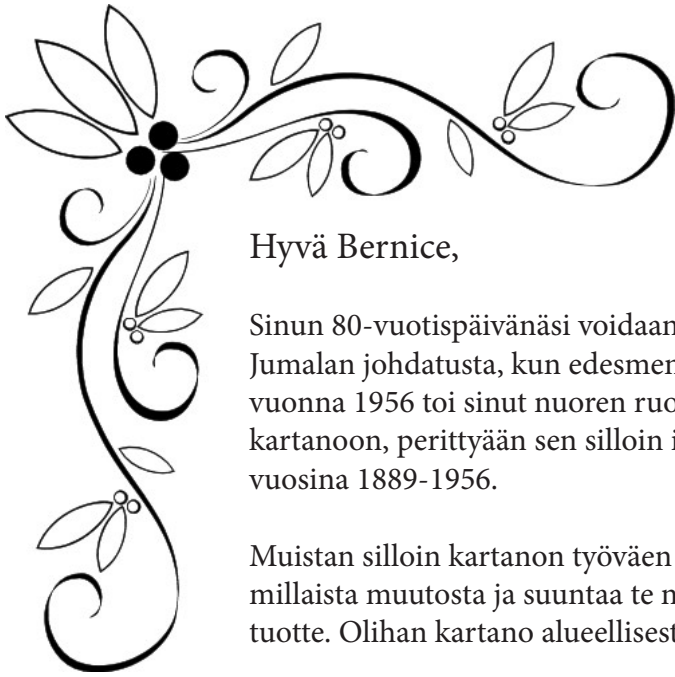 Hyvä Bernice,
Sinun 80-vuotispäivänäsi voidaan
Jumalan johdatusta, kun edesmen
vuonna 1956 toi sinut nuoren ruo
kartanoon, perittyään sen silloin i
vuosina 1889-1956.
Muistan silloin kartanon työväen
millaista muutosta ja suuntaa te n
tuotte. Olihan kartano alueellisest